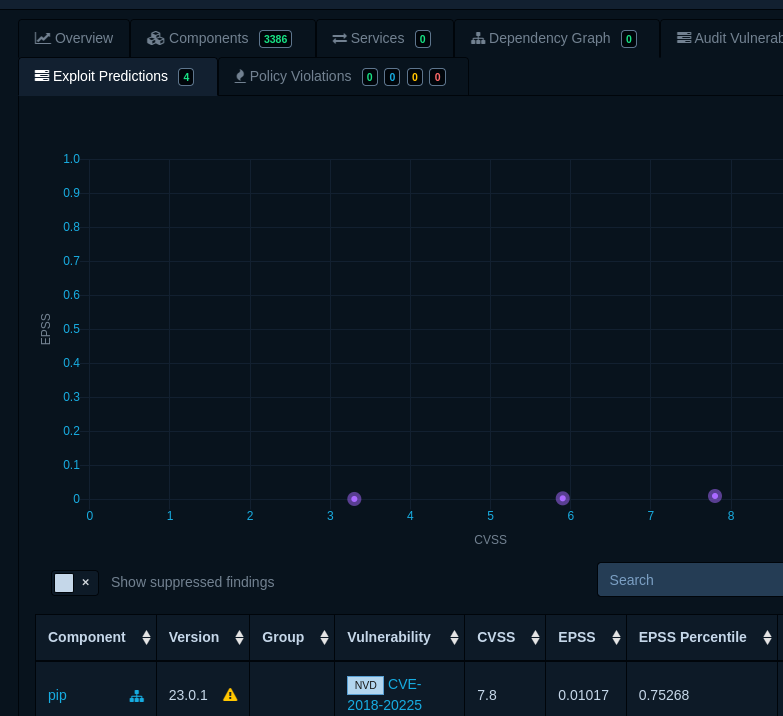 Overview Components 3386 Services 0 Dependency Graph 0 Audit Vulnerab
Exploit Predictions 4 Policy Violations 0 0 0 0
1.0
0.9
0.8
0.7
0.6
0.5
0.4
0.3
0.2
0.1
0
EPSS
0 1 2 3 4 5 6 7 8
CVSS
× Show suppressed findings Search
Component Version Group Vulnerability CVSS EPSS EPSS Percentile
pip 23.0.1 NVD CVE-2018-20225 7.8 0.01017 0.75268